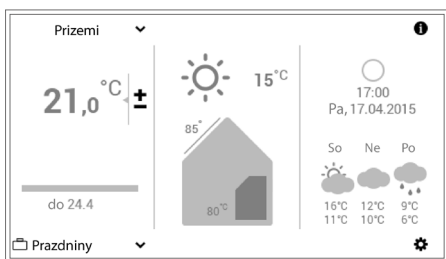 Prizemi
21,0 °C ±
do 24.4
Prazdniny
15°C
85°
80°C
17:00
Pa, 17.04.2015
So Ne Po
16°C 12°C 9°C
11°C 10°C 6°C